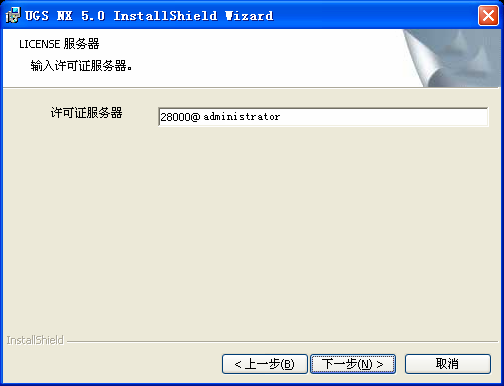 UGS NX 5.0 InstallShield Wizard
LICENSE 服务器
输入许可证服务器。
许可证服务器 28000@ administrator
InstallShield
< 上一步(B) 下一步(N) > 取消